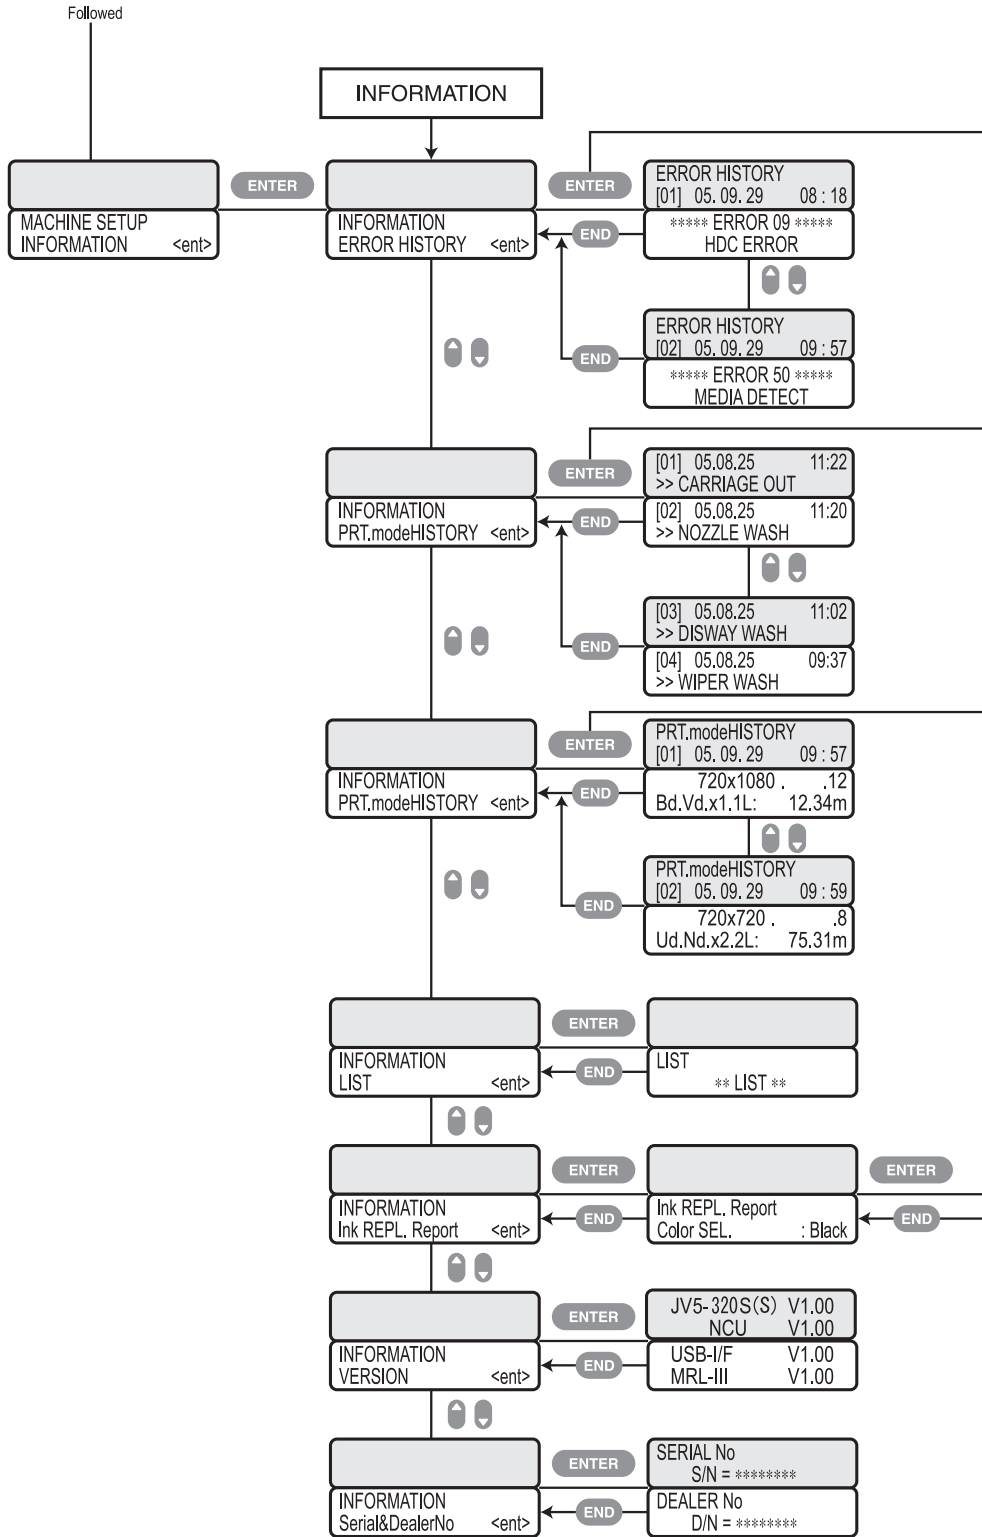 Followed
INFORMATION
MACHINE SETUP
INFORMATION <ent>
ENTER
INFORMATION
ERROR HISTORY <ent>
ENTER
END
ERROR HISTORY
[01] 05. 09. 29 08 : 18
***** ERROR 09 *****
HDC ERROR
END
ERROR HISTORY
[02] 05. 09. 29 09 : 57
***** ERROR 50 *****
MEDIA DETECT
INFORMATION
PRT.modeHISTORY <ent>
ENTER
END
[01] 05.08.25 11:22
>> CARRIAGE OUT
[02] 05.08.25 11:20
>> NOZZLE WASH
END
[03] 05.08.25 11:02
>> DISWAY WASH
[04] 05.08.25 09:37
>> WIPER WASH
INFORMATION
PRT.modeHISTORY <ent>
ENTER
END
PRT.modeHISTORY
[01] 05. 09. 29 09 : 57
720x1080 . .12
Bd.Vd.x1.1L: 12.34m
END
PRT.modeHISTORY
[02] 05. 09. 29 09 : 59
720x720 . .8
Ud.Nd.x2.2L: 75.31m
INFORMATION
LIST <ent>
ENTER
END
LIST
** LIST **
INFORMATION
Ink REPL. Report <ent>
ENTER
END
Ink REPL. Report
Color SEL. : Black
ENTER
END
INFORMATION
VERSION <ent>
ENTER
END
JV5-320S(S) V1.00
NCU V1.00
USB-I/F V1.00
MRL-III V1.00
INFORMATION
Serial&DealerNo <ent>
ENTER
END
SERIAL No
S/N = ********
DEALER No
D/N = ********